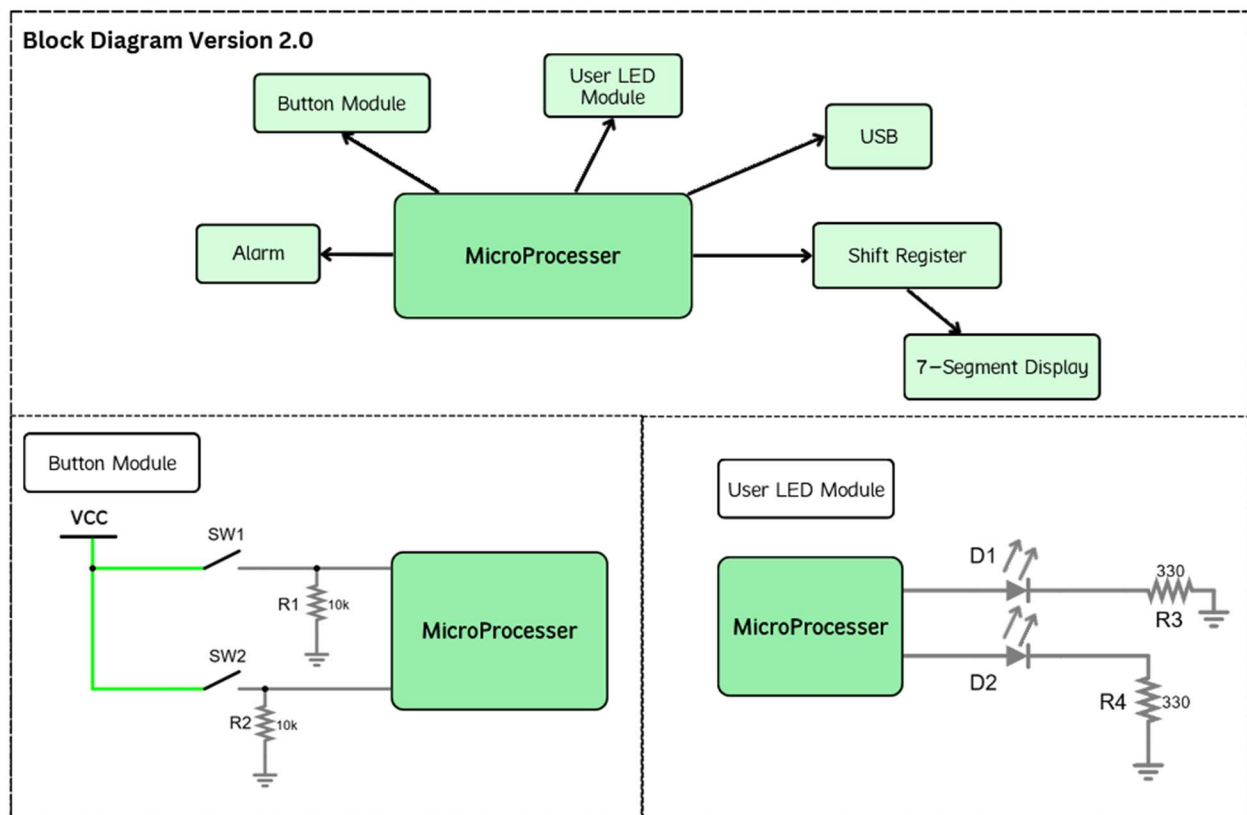 Block Diagram Version 2.0
Button Module
User LED
Module
USB
Alarm
MicroProcesser
Shift Register
7-Segment Display
Button Module
VCC
SW1
R1
10k
MicroProcesser
SW2
R2
10k
User LED Module
D1
330
R3
MicroProcesser
D2
R4
330